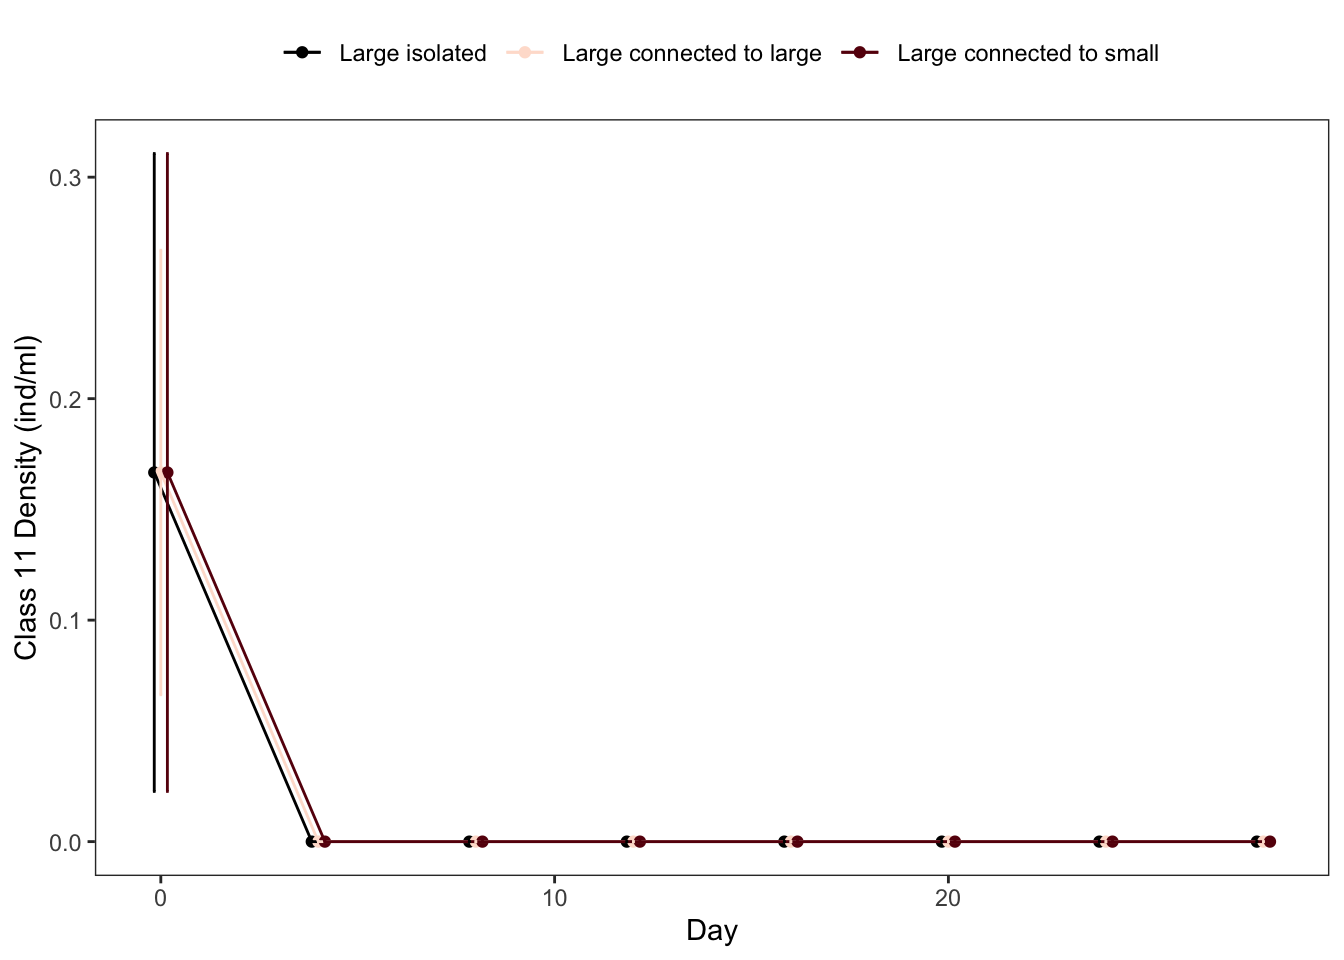 Large isolated Large connected to large Large connected to small
Class 11 Density (ind/ml)
0.3
0.2
0.1
0.0
0 10 20
Day